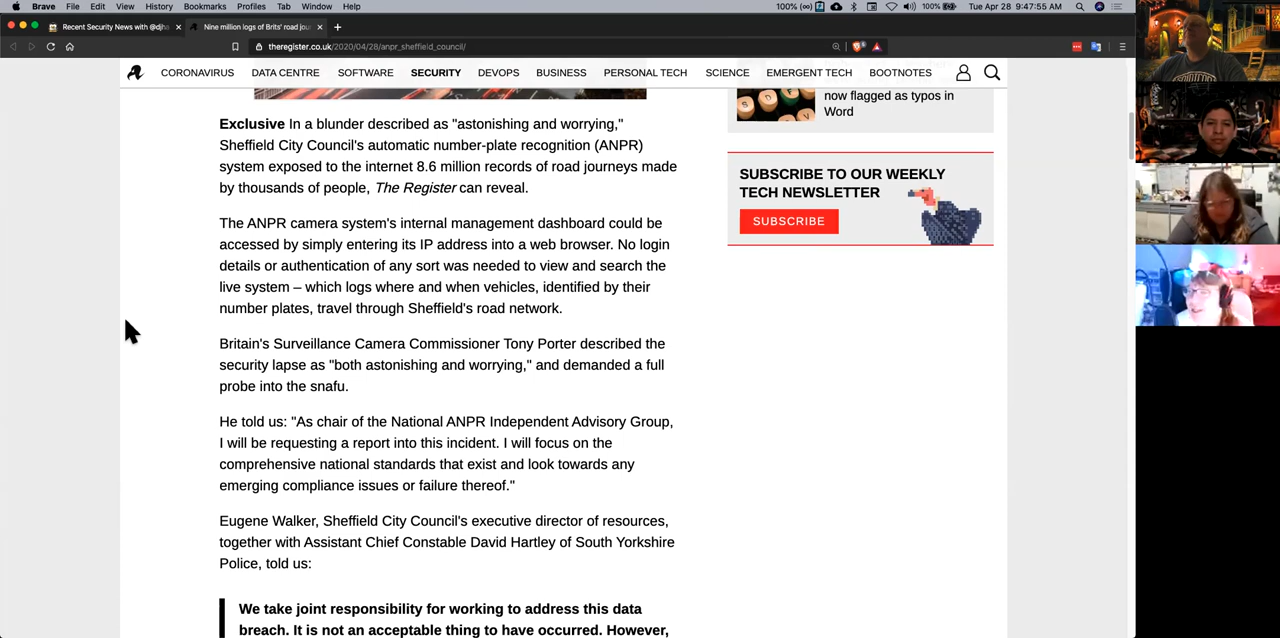 Brave File Edit View History Bookmarks Profiles Tab Window Help
100% (∞) 100% Tue Apr 28 9:47:55 AM
Recent Security News with @djha
Nine million logs of Brits' road jou
theregister.co.uk/2020/04/28/anpr_sheffield_council/
CORONAVIRUS DATA CENTRE SOFTWARE SECURITY DEVOPS BUSINESS PERSONAL TECH SCIENCE EMERGENT TECH BOOTNOTES
Exclusive In a blunder described as "astonishing and worrying,"
Sheffield City Council's automatic number-plate recognition (ANPR)
system exposed to the internet 8.6 million records of road journeys made
by thousands of people, The Register can reveal.
The ANPR camera system's internal management dashboard could be
accessed by simply entering its IP address into a web browser. No login
details or authentication of any sort was needed to view and search the
live system – which logs where and when vehicles, identified by their
number plates, travel through Sheffield's road network.
Britain's Surveillance Camera Commissioner Tony Porter described the
security lapse as "both astonishing and worrying," and demanded a full
probe into the snafu.
He told us: "As chair of the National ANPR Independent Advisory Group,
I will be requesting a report into this incident. I will focus on the
comprehensive national standards that exist and look towards any
emerging compliance issues or failure thereof."
Eugene Walker, Sheffield City Council's executive director of resources,
together with Assistant Chief Constable David Hartley of South Yorkshire
Police, told us:
We take joint responsibility for working to address this data
breach. It is not an acceptable thing to have occurred. However,
now flagged as typos in
Word
SUBSCRIBE TO OUR WEEKLY
TECH NEWSLETTER
SUBSCRIBE